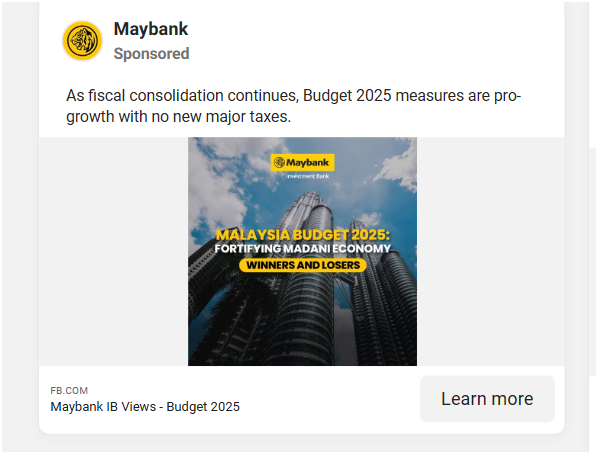 Maybank
Sponsored
As fiscal consolidation continues, Budget 2025 measures are pro-
growth with no new major taxes.
Maybank
Investment Bank
MALAYSIA BUDGET 2025:
FORTIFYING MADANI ECONOMY
WINNERS AND LOSERS
FB.COM
Maybank IB Views - Budget 2025
Learn more